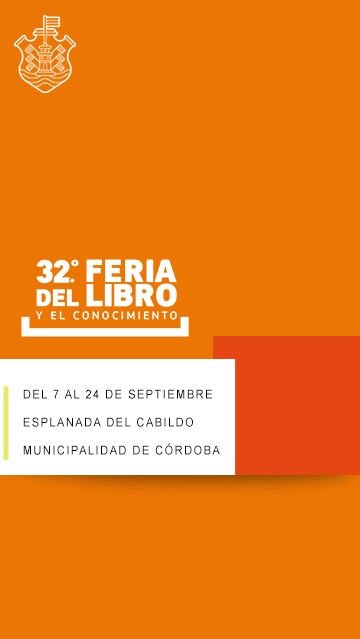 32.º FERIA
DEL LIBRO
Y EL CONOCIMIENTO
DEL 7 AL 24 DE SEPTIEMBRE
ESPLANADA DEL CABILDO
MUNICIPALIDAD DE CÓRDOBA